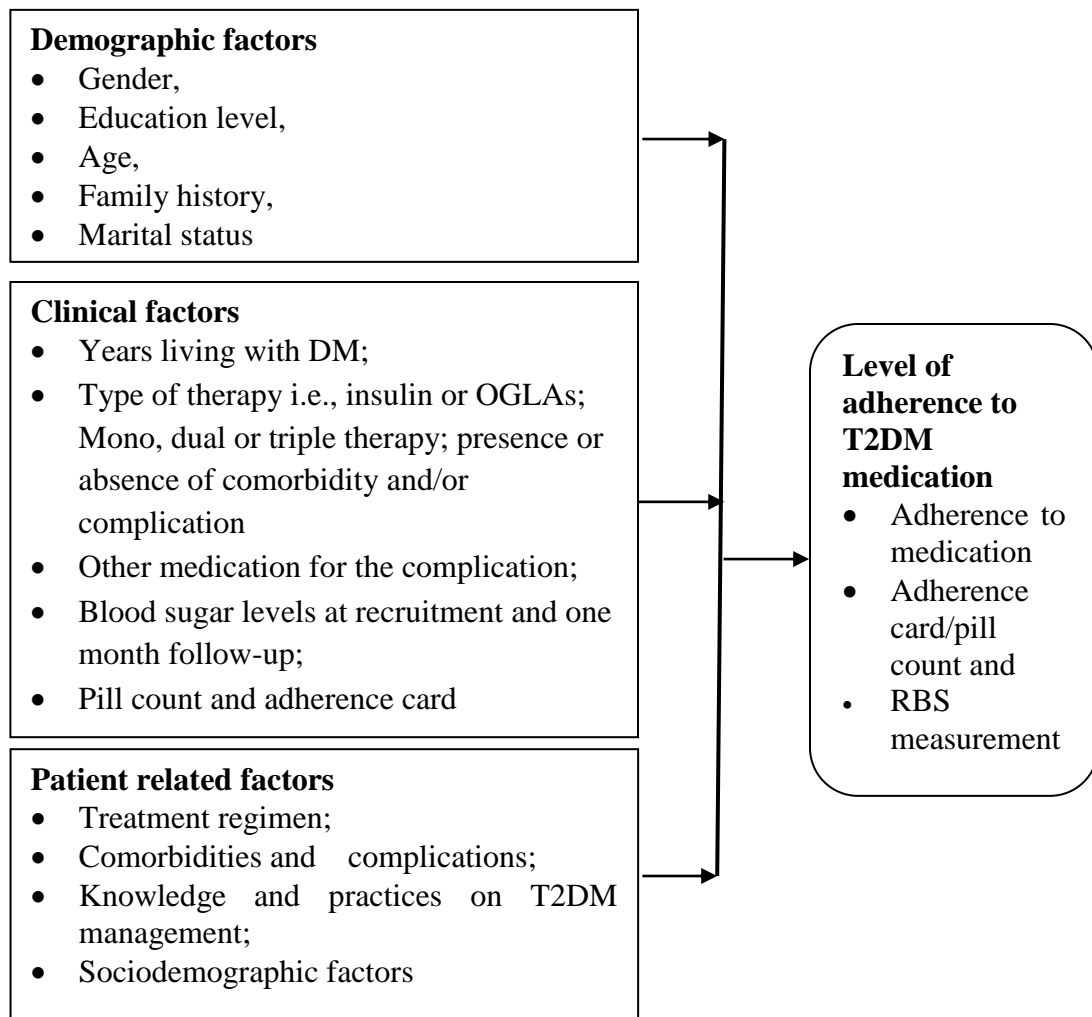 Demographic factors
• Gender,
• Education level,
• Age,
• Family history,
• Marital status
Clinical factors
• Years living with DM;
• Type of therapy i.e., insulin or OGLAs;
Mono, dual or triple therapy; presence or
absence of comorbidity and/or
complication
• Other medication for the complication;
• Blood sugar levels at recruitment and one
month follow-up;
• Pill count and adherence card
Patient related factors
• Treatment regimen;
• Comorbidities and complications;
• Knowledge and practices on T2DM
management;
• Sociodemographic factors
Level of
adherence to
T2DM
medication
• Adherence to
medication
• Adherence
card/pill
count and
• RBS
measurement